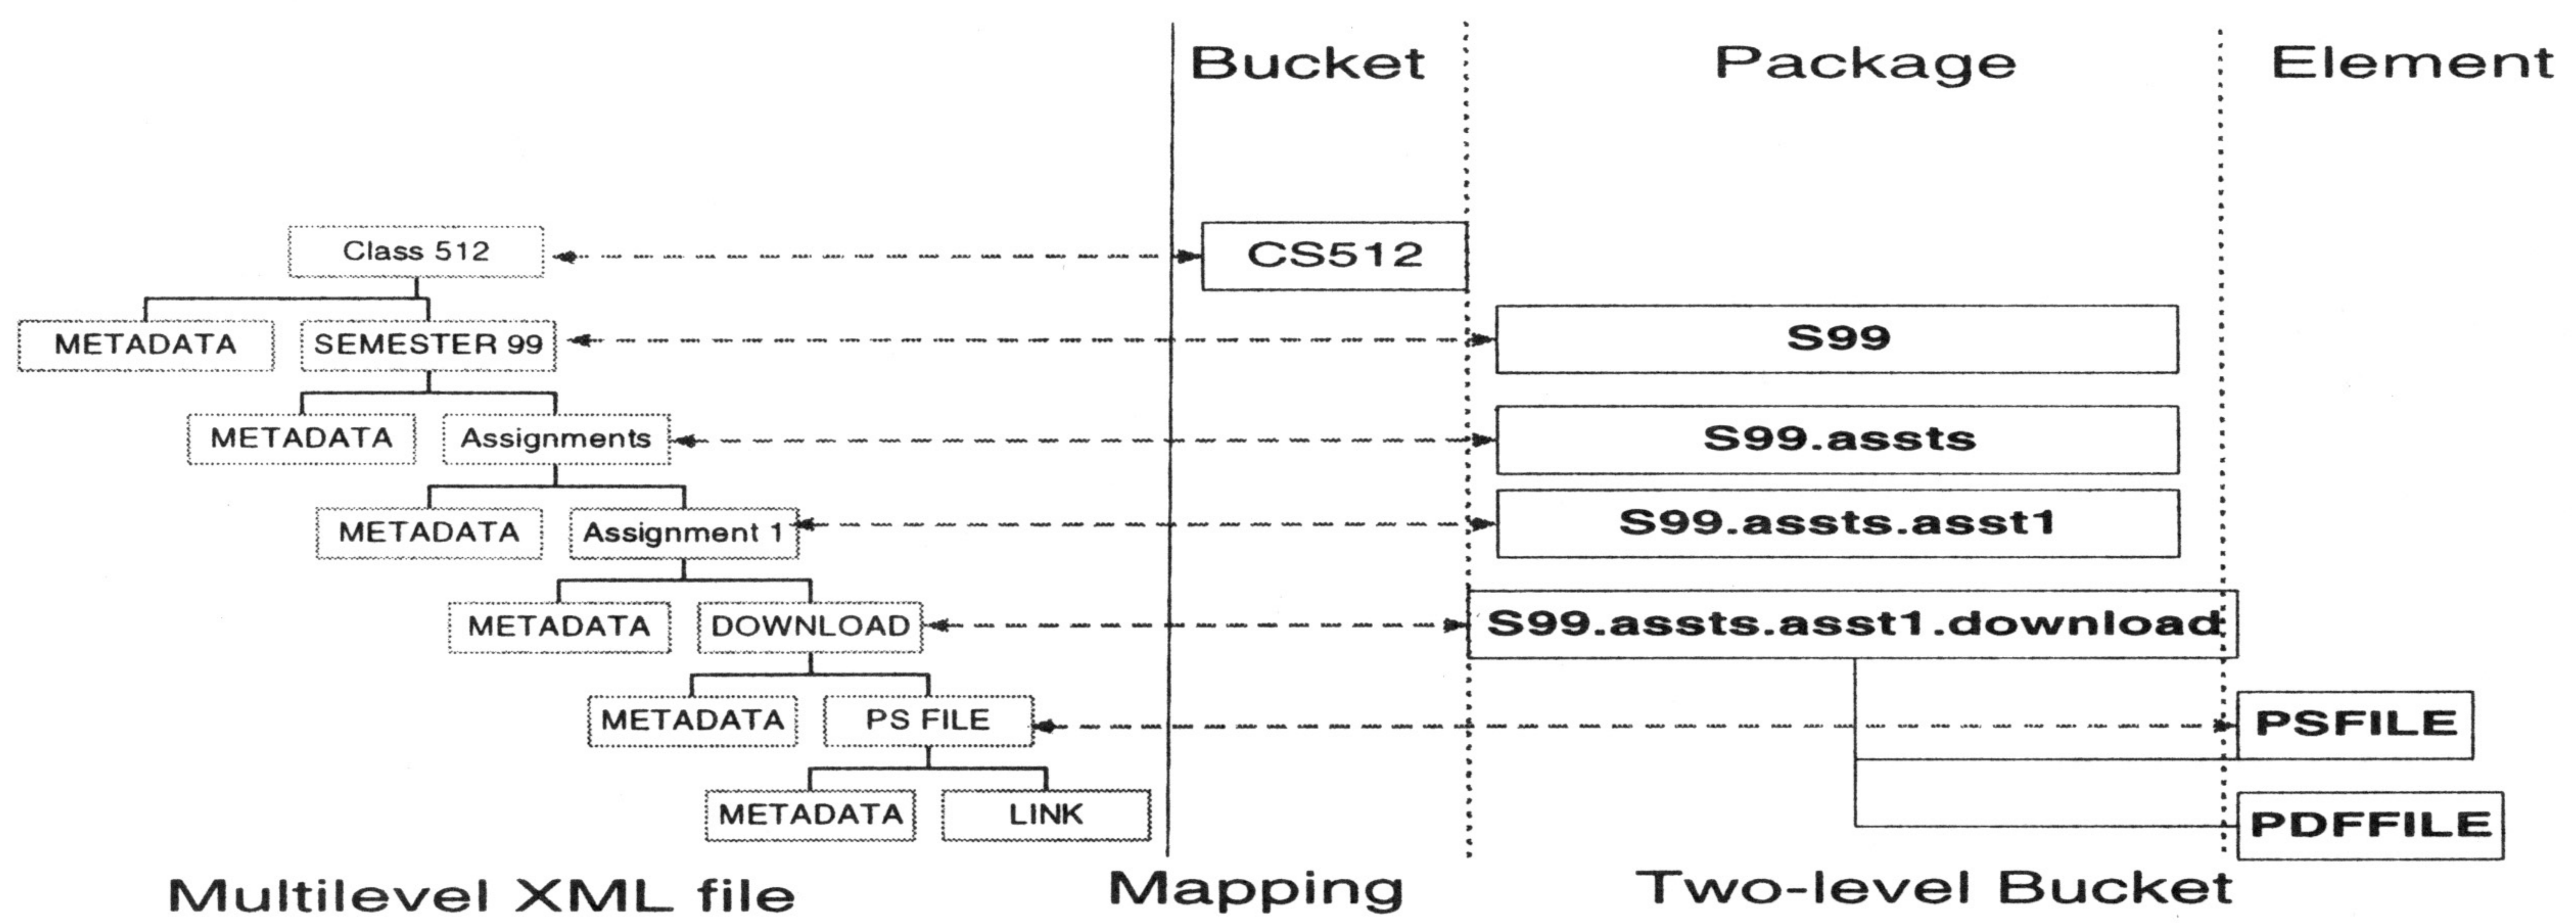 Bucket Package Element
Class 512 CS512
METADATA SEMESTER 99 S99
METADATA Assignments S99.assts
METADATA Assignment 1 S99.assts.asst1
METADATA DOWNLOAD S99.assts.asst1.download
METADATA PS FILE PSFILE
METADATA LINK PDFFILE
Multilevel XML file Mapping Two-level Bucket